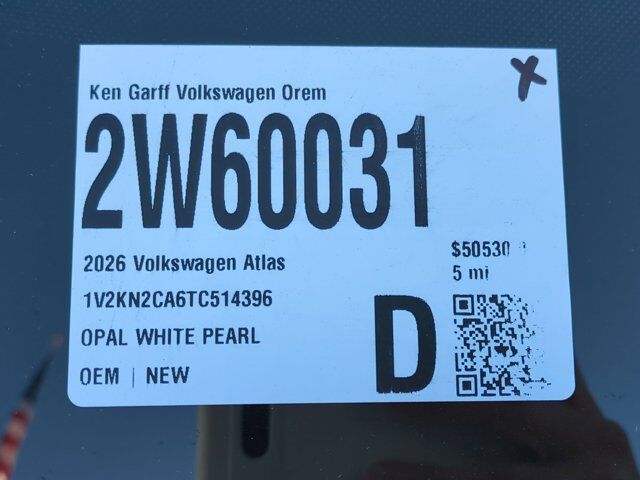 Ken Garff Volkswagen Orem
2W60031
2026 Volkswagen Atlas
$50530
5 mi
1V2KN2CA6TC514396
OPAL WHITE PEARL
D
OEM | NEW